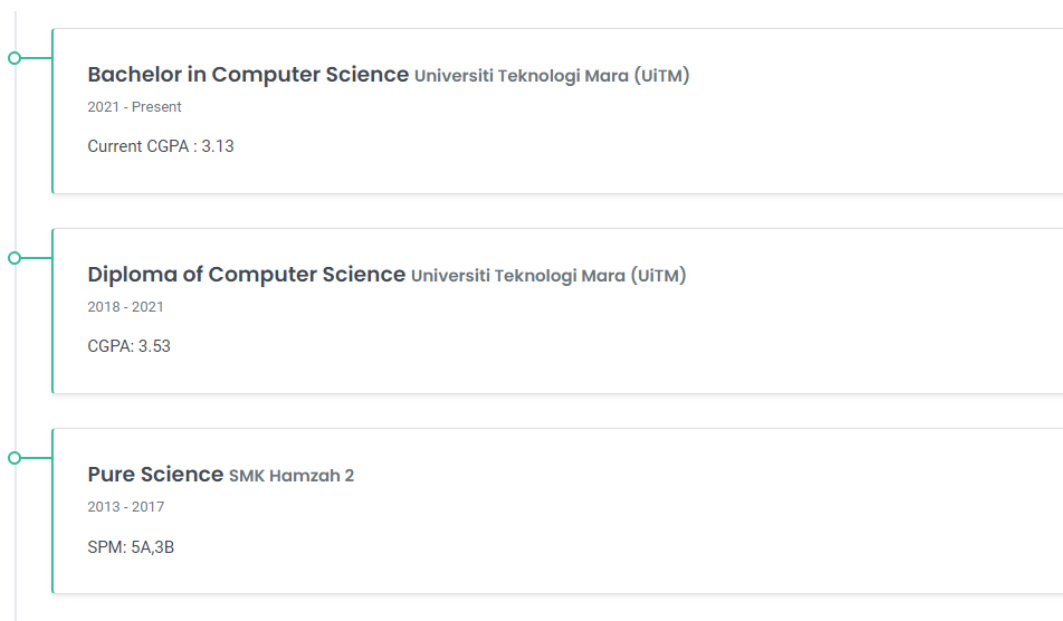 Bachelor in Computer Science Universiti Teknologi Mara (UiTM)
2021 - Present
Current CGPA : 3.13
Diploma of Computer Science Universiti Teknologi Mara (UiTM)
2018 - 2021
CGPA: 3.53
Pure Science SMK Hamzah 2
2013 - 2017
SPM: 5A,3B